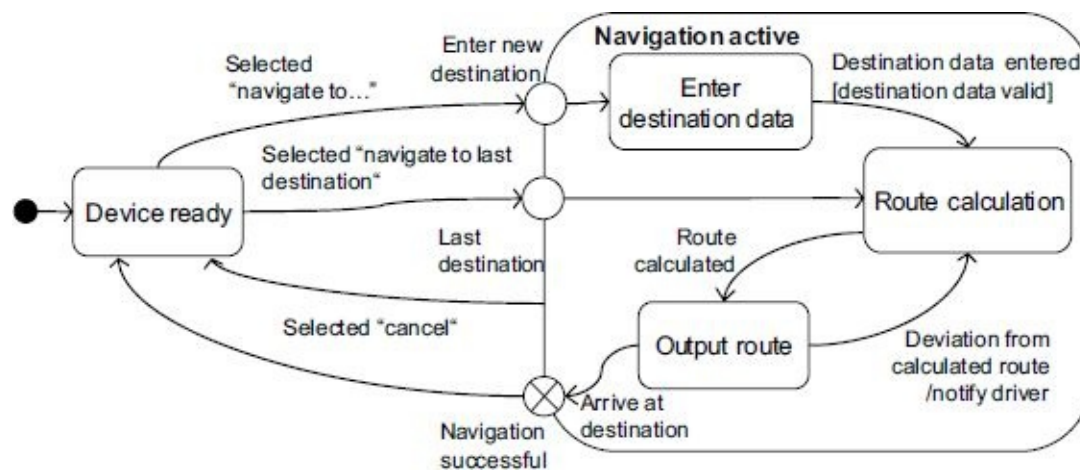 Selected
“navigate to…”
Enter new
destination
Navigation active
Enter
destination data
Destination data entered
[destination data valid]
Selected “navigate to last
destination“
Device ready
Route calculation
Last
destination
Route
calculated
Selected “cancel“
Output route
Deviation from
calculated route
/notify driver
Arrive at
destination
Navigation
successful